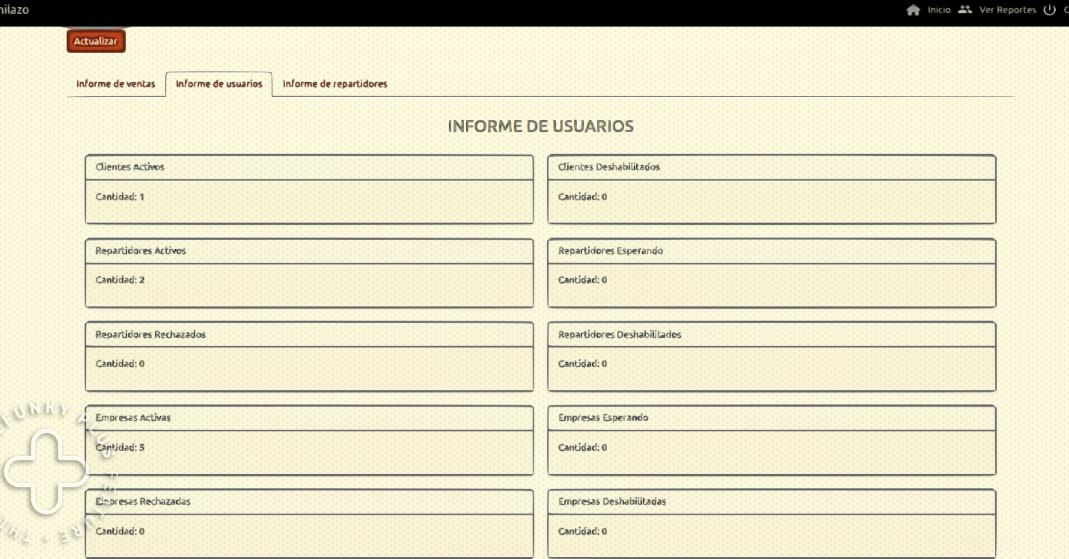 Inicio Ver Reportes
Actualizar
Informe de ventas Informe de usuarios Informe de repartidores
INFORME DE USUARIOS
Clientes Activos
Cantidad: 1
Clientes Deshabilitados
Cantidad: 0
Repartidores Activos
Cantidad: 2
Repartidores Esperando
Cantidad: 0
Repartidores Rechazados
Cantidad: 0
Repartidores Deshabilitados
Cantidad: 0
Empresas Activas
Cantidad: 5
Empresas Esperando
Cantidad: 0
Empresas Rechazadas
Cantidad: 0
Empresas Deshabilitadas
Cantidad: 0